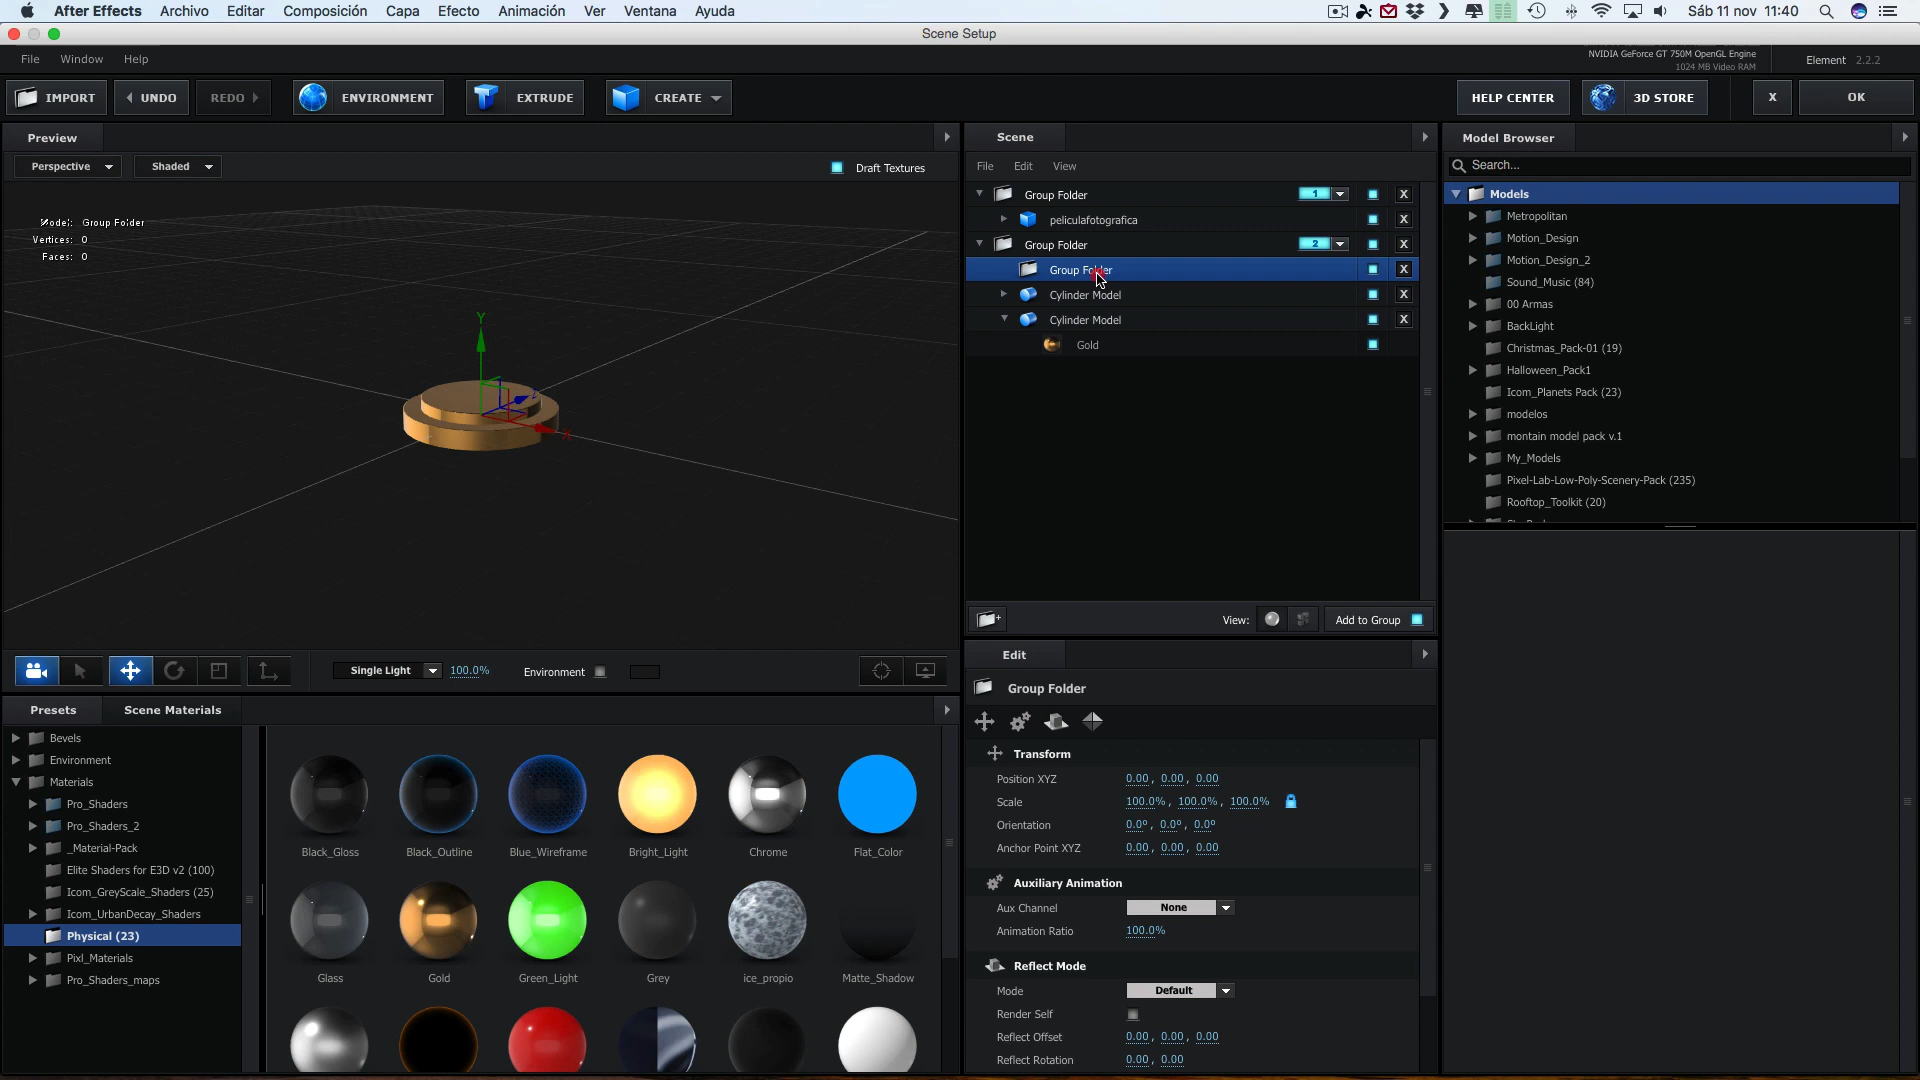 After Effects Archivo Editar Composición Capa Efecto Animación Ver Ventana Ayuda Sáb 11 nov 11:40
Scene Setup
File Window Help
NVIDIA GeForce GT 750M OpenGL Engine
1024 MB Video RAM
Element 2.2.2
IMPORT UNDO REDO ENVIRONMENT EXTRUDE CREATE HELP CENTER 3D STORE X OK
Preview
Perspective Shaded Draft Textures
Model: Group Folder
Vertices: 0
Faces: 0
Y
X
Single Light 100.0% Environment
Scene
File Edit View
Group Folder 1 X
peliculafotografica X
Group Folder 2 X
Group Folder X
Cylinder Model X
Cylinder Model X
Gold
View: Add to Group
Model Browser
Search...
Models
Metropolitan
Motion_Design
Motion_Design_2
Sound_Music (84)
00 Armas
BackLight
Christmas_Pack-01 (19)
Halloween_Pack1
Icom_Planets Pack (23)
modelos
montain model pack v.1
My_Models
Pixel-Lab-Low-Poly-Scenery-Pack (235)
Rooftop_Toolkit (20)
Presets Scene Materials
Bevels
Environment
Materials
Pro_Shaders
Pro_Shaders_2
_Material-Pack
Elite Shaders for E3D v2 (100)
Icom_GreyScale_Shaders (25)
Icom_UrbanDecay_Shaders
Physical (23)
Pixl_Materials
Pro_Shaders_maps
Black_Gloss Black_Outline Blue_Wireframe Bright_Light Chrome Flat_Color
Glass Gold Green_Light Grey ice_propio Matte_Shadow
Edit
Group Folder
Transform
Position XYZ 0.00, 0.00, 0.00
Scale 100.0%, 100.0%, 100.0%
Orientation 0.0º, 0.0º, 0.0º
Anchor Point XYZ 0.00, 0.00, 0.00
Auxiliary Animation
Aux Channel None
Animation Ratio 100.0%
Reflect Mode
Mode Default
Render Self
Reflect Offset 0.00, 0.00, 0.00
Reflect Rotation 0.00, 0.00